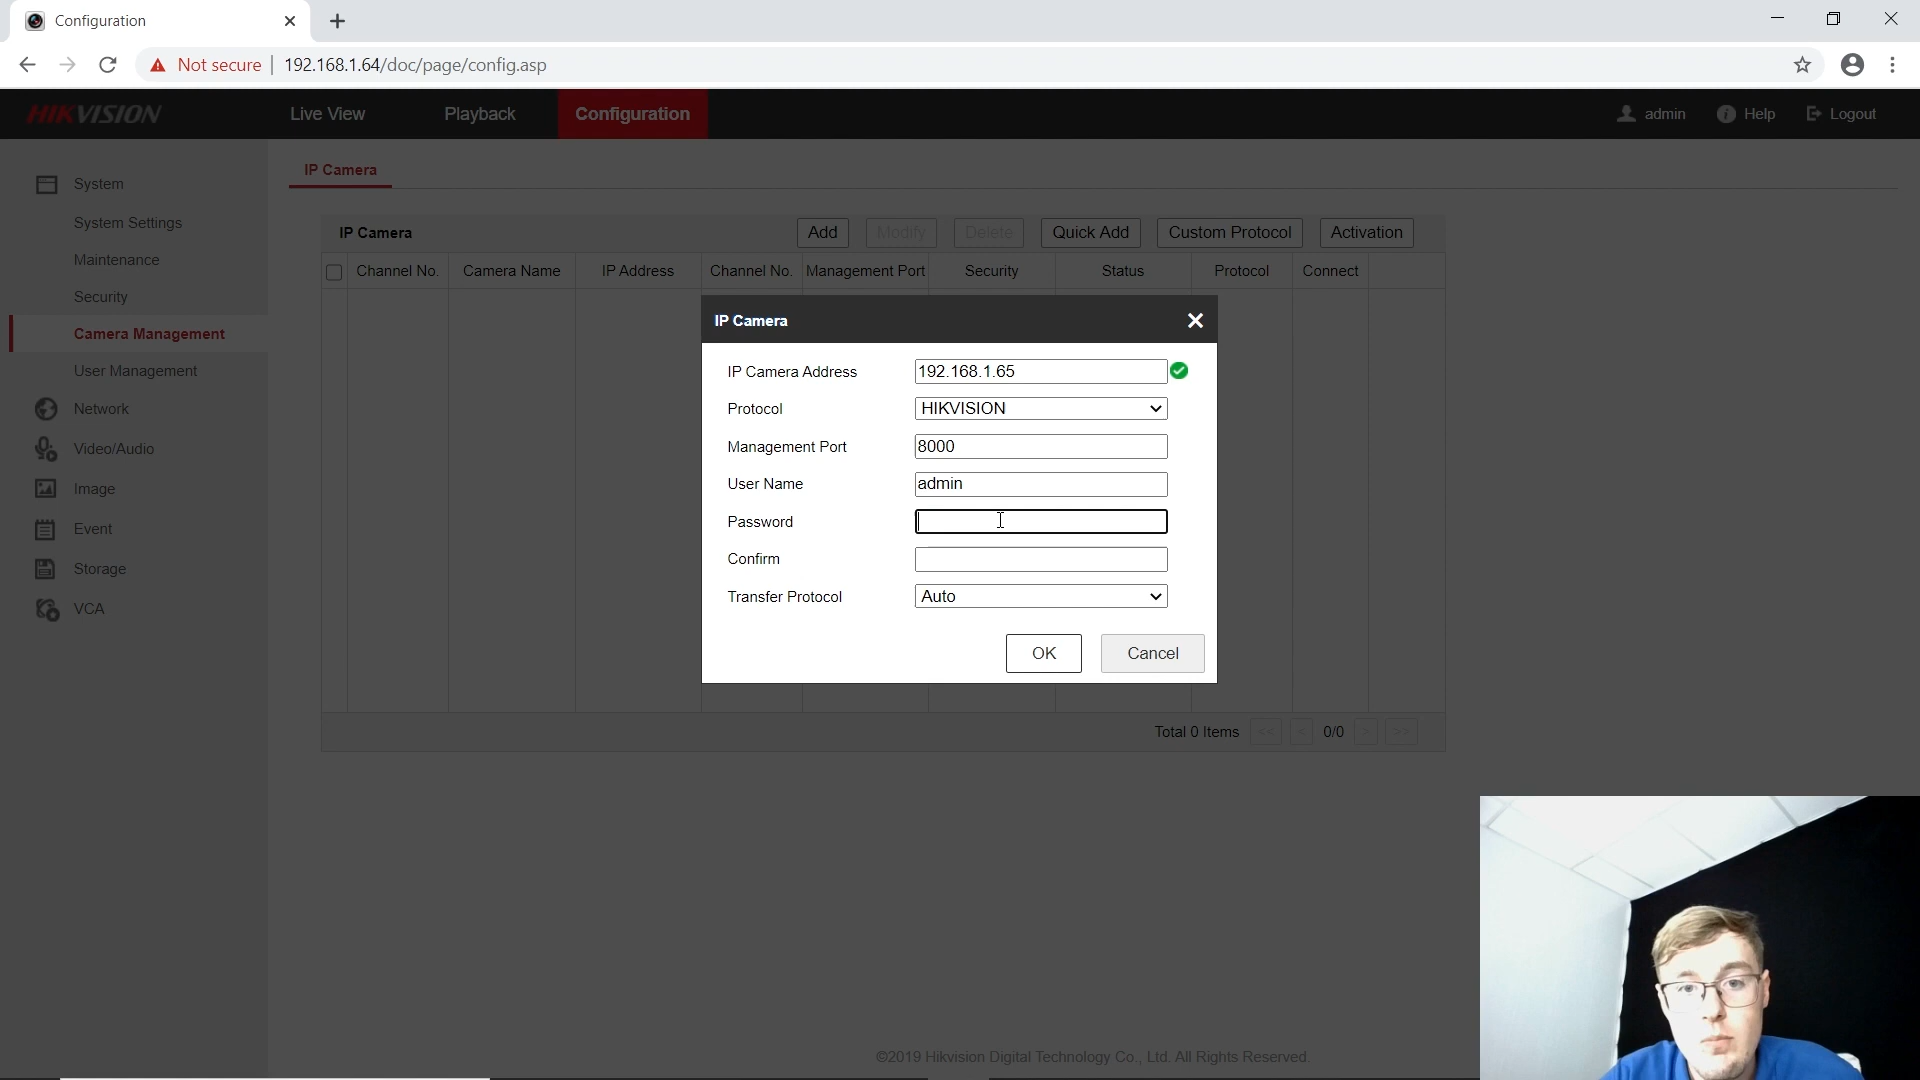 Configuration
Not secure
192.168.1.64/doc/page/config.asp
HIKVISION
Live View
Playback
Configuration
admin
Help
Logout
System
System Settings
Maintenance
Security
Camera Management
User Management
Network
Video/Audio
Image
Event
Storage
VCA
IP Camera
IP Camera
Add
Modify
Delete
Quick Add
Custom Protocol
Activation
Channel No.
Camera Name
IP Address
Channel No.
Management Port
Security
Status
Protocol
Connect
IP Camera
IP Camera Address
192.168.1.65
Protocol
HIKVISION
Management Port
8000
User Name
admin
Password
Confirm
Transfer Protocol
Auto
OK
Cancel
Total 0 Items
<<
<
0/0
>
>>
©2019 Hikvision Digital Technology Co., Ltd. All Rights Reserved.